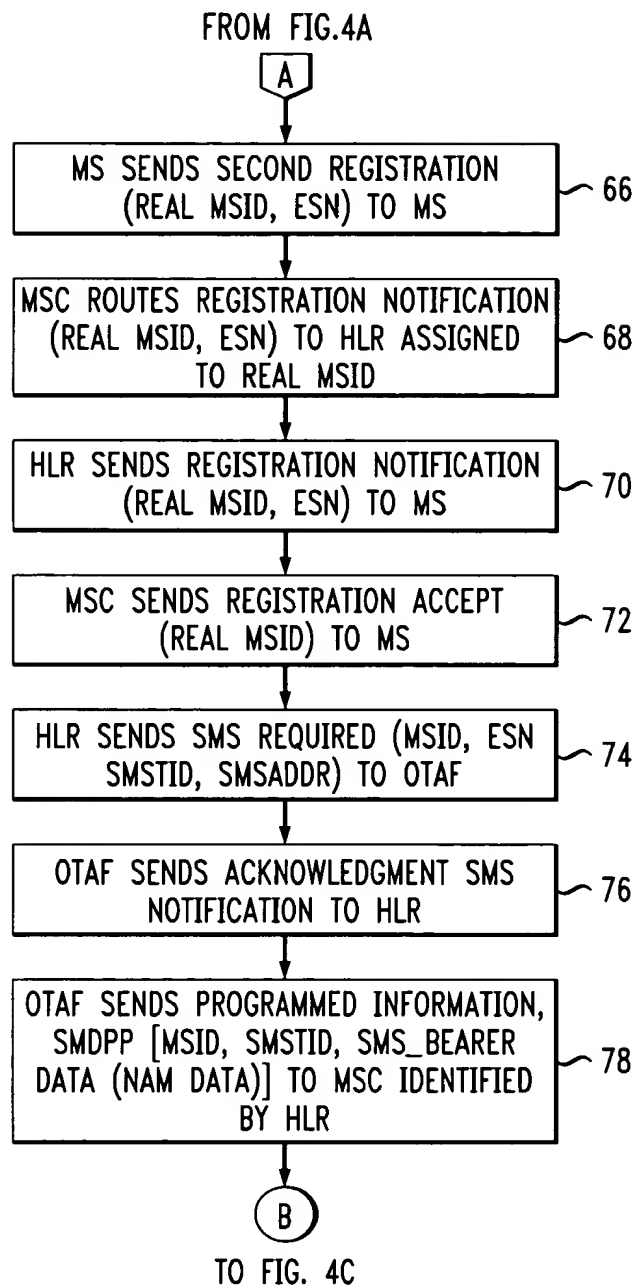 FROM FIG.4A
A
MS SENDS SECOND REGISTRATION
(REAL MSID, ESN) TO MS
66
MSC ROUTES REGISTRATION NOTIFICATION
(REAL MSID, ESN) TO HLR ASSIGNED
TO REAL MSID
68
HLR SENDS REGISTRATION NOTIFICATION
(REAL MSID, ESN) TO MS
70
MSC SENDS REGISTRATION ACCEPT
(REAL MSID) TO MS
72
HLR SENDS SMS REQUIRED (MSID, ESN
SMSTID, SMSADDR) TO OTAF
74
OTAF SENDS ACKNOWLEDGMENT SMS
NOTIFICATION TO HLR
76
OTAF SENDS PROGRAMMED INFORMATION,
SMDPP [MSID, SMSTID, SMS_BEARER
DATA (NAM DATA)] TO MSC IDENTIFIED
BY HLR
78
B
TO FIG. 4C